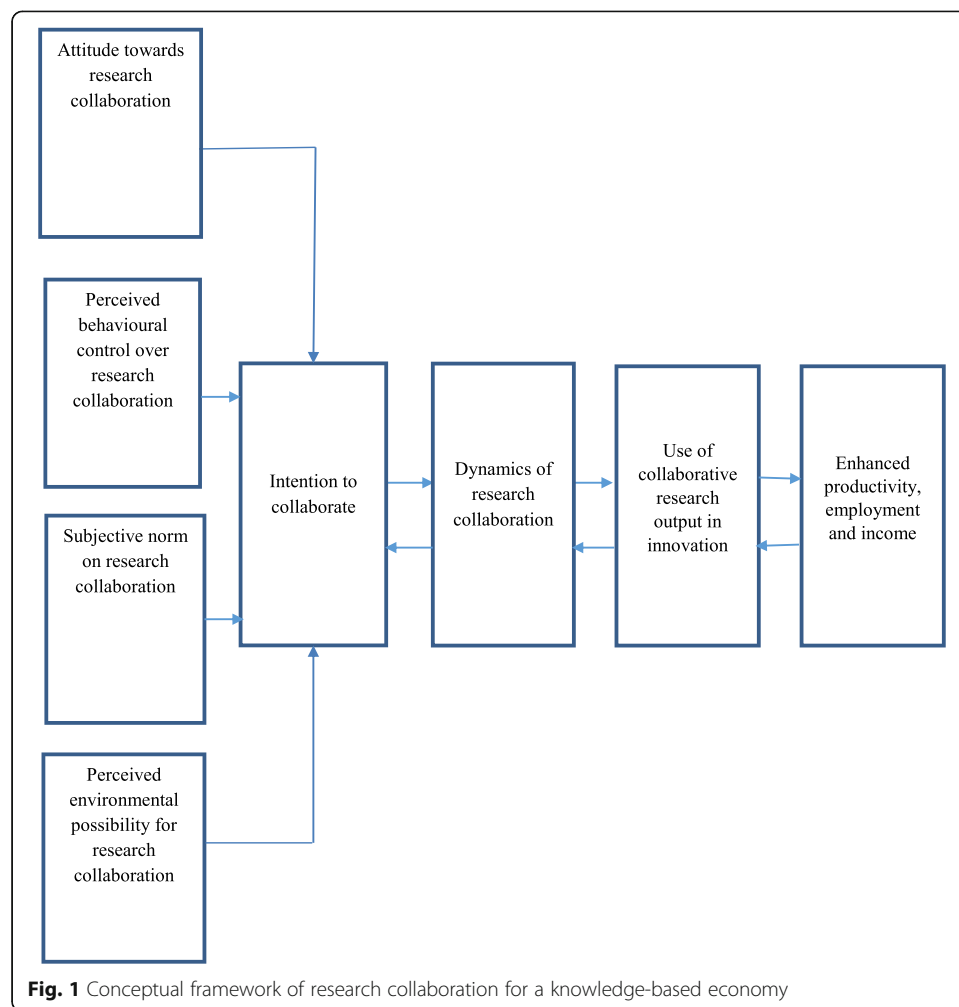 Attitude towards
research
collaboration
Perceived
behavioural
control over
research
collaboration
Subjective norm
on research
collaboration
Perceived
environmental
possibility for
research
collaboration
Intention to
collaborate
Dynamics of
research
collaboration
Use of
collaborative
research
output in
innovation
Enhanced
productivity,
employment
and income
Fig. 1 Conceptual framework of research collaboration for a knowledge-based economy